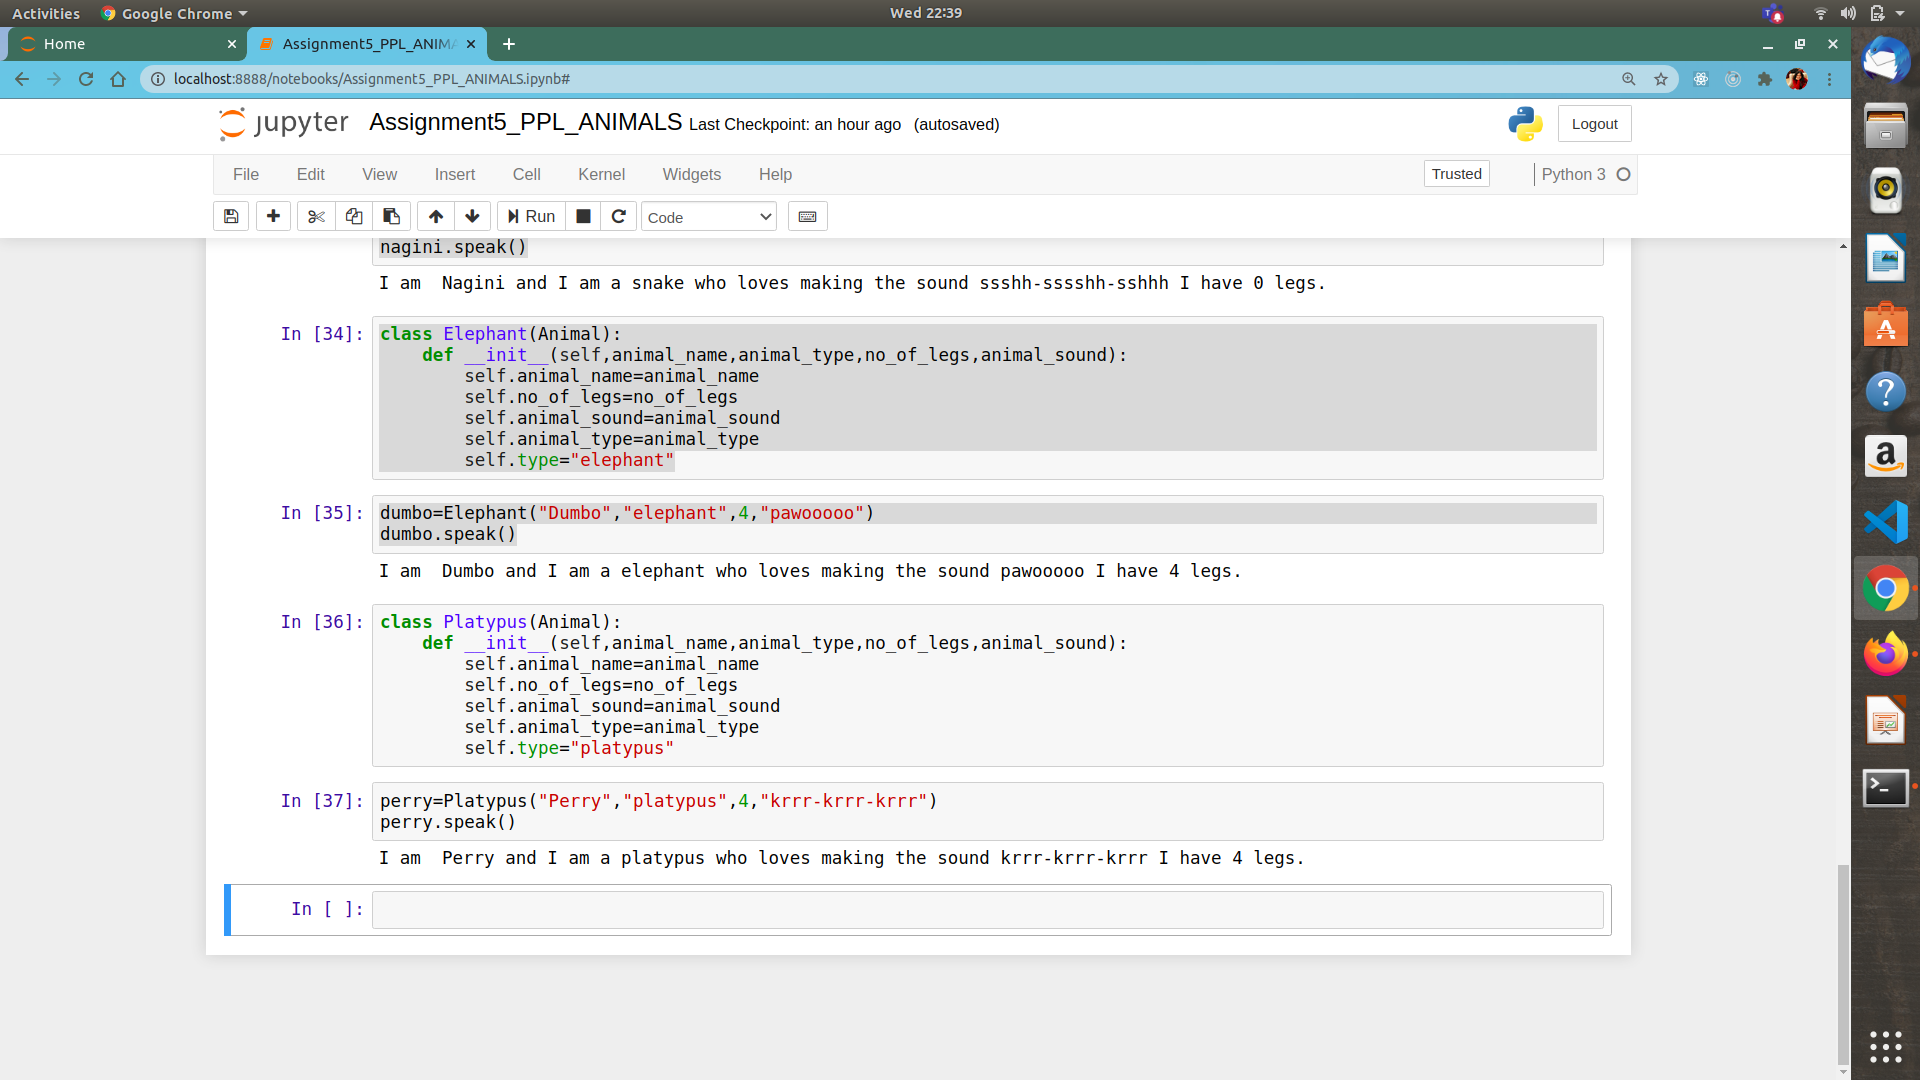 Activities Google Chrome Wed 22:39
Home Assignment5_PPL_ANIMA
localhost:8888/notebooks/Assignment5_PPL_ANIMALS.ipynb#
jupyter Assignment5_PPL_ANIMALS Last Checkpoint: an hour ago (autosaved) Logout
File Edit View Insert Cell Kernel Widgets Help Trusted Python 3
Run Code
nagini.speak()
I am  Nagini and I am a snake who loves making the sound ssshh-sssshh-sshhh I have 0 legs.
In [34]: class Elephant(Animal):
    def __init__(self,animal_name,animal_type,no_of_legs,animal_sound):
        self.animal_name=animal_name
        self.no_of_legs=no_of_legs
        self.animal_sound=animal_sound
        self.animal_type=animal_type
        self.type="elephant"
In [35]: dumbo=Elephant("Dumbo","elephant",4,"pawooooo")
dumbo.speak()
I am  Dumbo and I am a elephant who loves making the sound pawooooo I have 4 legs.
In [36]: class Platypus(Animal):
    def __init__(self,animal_name,animal_type,no_of_legs,animal_sound):
        self.animal_name=animal_name
        self.no_of_legs=no_of_legs
        self.animal_sound=animal_sound
        self.animal_type=animal_type
        self.type="platypus"
In [37]: perry=Platypus("Perry","platypus",4,"krrr-krrr-krrr")
perry.speak()
I am  Perry and I am a platypus who loves making the sound krrr-krrr-krrr I have 4 legs.
In [ ]: